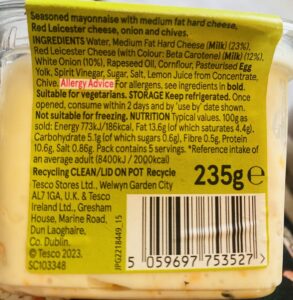 Seasoned mayonnaise with medium fat hard cheese,
Red Leicester cheese, onion and chives.
INGREDIENTS Water, Medium Fat Hard Cheese (Milk) (23%),
Red Leicester Cheese (with Colour: Beta Carotene) (Milk) (12%),
White Onion (10%), Rapeseed Oil, Cornflour, Pasteurised Egg
Yolk, Spirit Vinegar, Sugar, Salt, Lemon Juice from Concentrate,
Chive. Allergy Advice For allergens, see ingredients in bold.
Suitable for vegetarians. STORAGE Keep refrigerated. Once
opened, consume within 2 days and by 'use by' date shown.
Not suitable for freezing. NUTRITION Typical values, 100g as
sold: Energy 773kJ/186kcal, Fat 13.6g (of which saturates 4.4g),
Carbohydrate 5.1g (of which sugars 0.6g), Fibre 0.5g, Protein
10.6g, Salt 0.86g. Pack contains 5 servings. *Reference intake of
an average adult (8400kJ / 2000kcal)
Recycling CLEAN/LID ON POT Recycle
Tesco Stores Ltd., Welwyn Garden City
AL7 1GA, U.K. & Tesco
Ireland Ltd., Gresham
House, Marine Road,
Dun Laoghaire,
Co. Dublin.
© Tesco 2023.
SC103348
235g e
JPG2218449_15
5 059697 753527